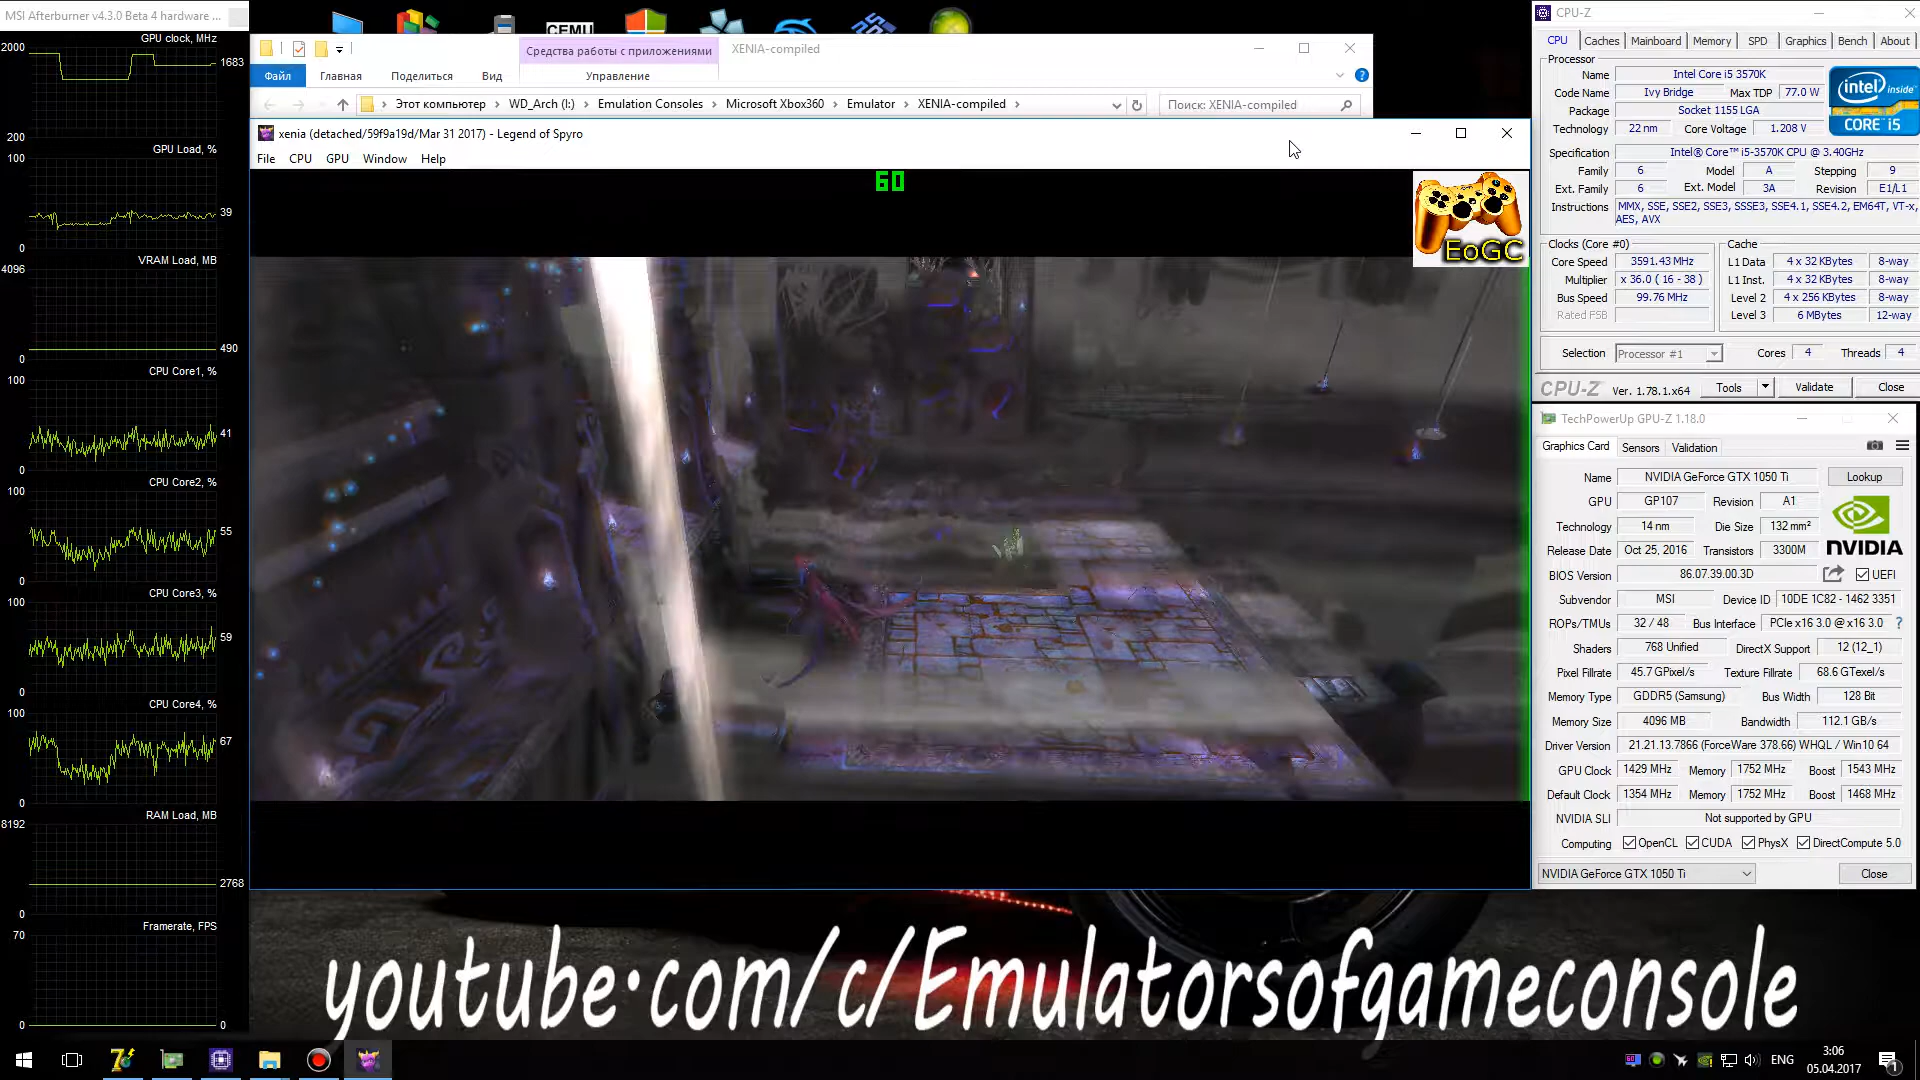 MSI Afterburner v4.3.0 Beta 4 hardware ...
GPU clock, MHz
2000
1683
200
GPU Load, %
100
39
0
VRAM Load, MB
4096
490
0
CPU Core1, %
100
41
0
CPU Core2, %
100
55
0
CPU Core3, %
100
59
0
CPU Core4, %
100
67
0
RAM Load, MB
8192
2768
0
Framerate, FPS
70
0
0
CEMU
Средства работы с приложениями
XENIA-compiled
Файл
Главная
Поделиться
Вид
Управление
Этот компьютер
WD_Arch (I:)
Emulation Consoles
Microsoft Xbox360
Emulator
XENIA-compiled
Поиск: XENIA-compiled
xenia (detached/59f9a19d/Mar 31 2017) - Legend of Spyro
File CPU GPU Window Help
60
EoGC
CPU-Z
CPU Caches Mainboard Memory SPD Graphics Bench About
Processor
Name Intel Core i5 3570K
Code Name Ivy Bridge Max TDP 77.0 W
Package Socket 1155 LGA
Technology 22 nm Core Voltage 1.208 V
intel inside
CORE i5
Specification Intel® Core™ i5-3570K CPU @ 3.40GHz
Family 6 Model A Stepping 9
Ext. Family 6 Ext. Model 3A Revision E1/L1
Instructions MMX, SSE, SSE2, SSE3, SSSE3, SSE4.1, SSE4.2, EM64T, VT-x,
AES, AVX
Clocks (Core #0)
Core Speed 3591.43 MHz
Multiplier x 36.0 ( 16 - 38 )
Bus Speed 99.76 MHz
Rated FSB
Cache
L1 Data 4 x 32 KBytes 8-way
L1 Inst. 4 x 32 KBytes 8-way
Level 2 4 x 256 KBytes 8-way
Level 3 6 MBytes 12-way
Selection Processor #1 Cores 4 Threads 4
CPU-Z Ver. 1.78.1.x64 Tools Validate Close
TechPowerUp GPU-Z 1.18.0
Graphics Card Sensors Validation
Name NVIDIA GeForce GTX 1050 Ti Lookup
GPU GP107 Revision A1
Technology 14 nm Die Size 132 mm²
Release Date Oct 25, 2016 Transistors 3300M
NVIDIA
BIOS Version 86.07.39.00.3D UEFI
Subvendor MSI Device ID 10DE 1C82 - 1462 3351
ROPs/TMUs 32 / 48 Bus Interface PCIe x16 3.0 @ x16 3.0 ?
Shaders 768 Unified DirectX Support 12 (12_1)
Pixel Fillrate 45.7 GPixel/s Texture Fillrate 68.6 GTexel/s
Memory Type GDDR5 (Samsung) Bus Width 128 Bit
Memory Size 4096 MB Bandwidth 112.1 GB/s
Driver Version 21.21.13.7866 (ForceWare 378.66) WHQL / Win10 64
GPU Clock 1429 MHz Memory 1752 MHz Boost 1543 MHz
Default Clock 1354 MHz Memory 1752 MHz Boost 1468 MHz
NVIDIA SLI Not supported by GPU
Computing OpenCL CUDA PhysX DirectCompute 5.0
NVIDIA GeForce GTX 1050 Ti Close
youtube.com/c/Emulatorsofgameconsole
ENG
3:06
05.04.2017
1